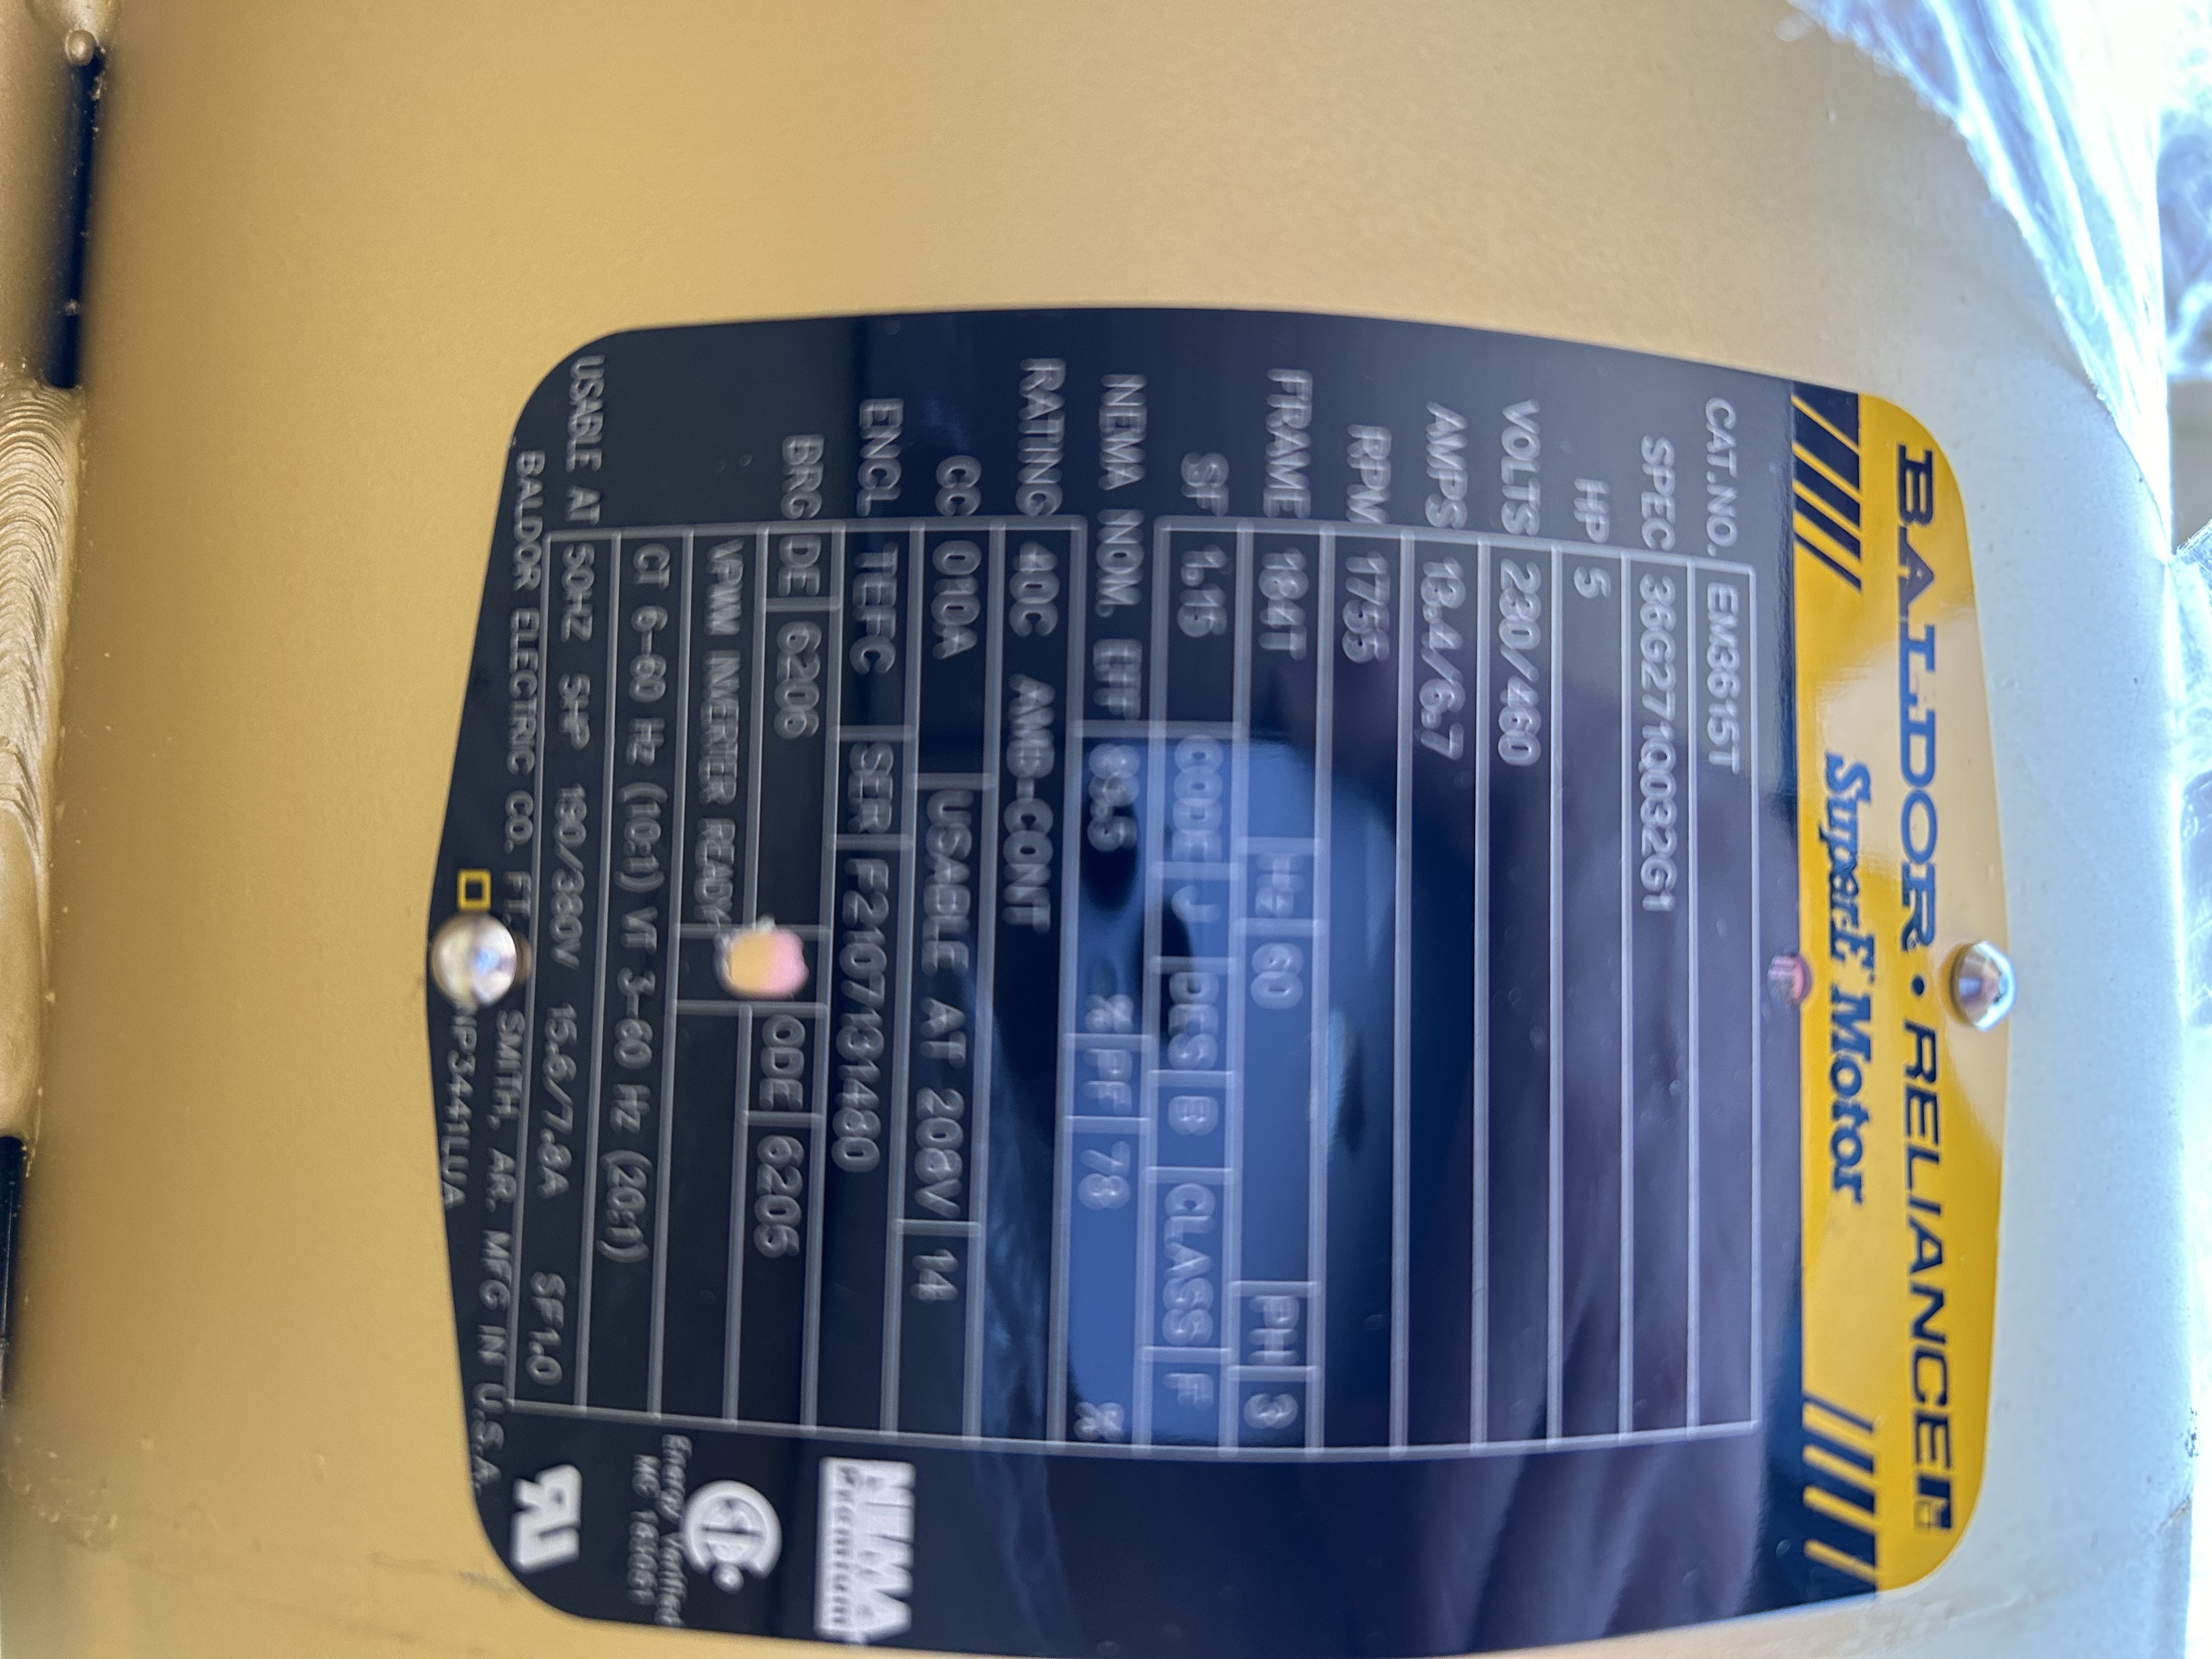 BALDOR • RELIANCE
SuperE Motor
CAT.NO. EM3615T
SPEC 36G271Q032G1
HP 5
VOLTS 230/460
AMPS 13.4/6.7
RPM 1755
FRAME 184T Hz 60 PH 3
SF 1.15 CODE J DES B CLASS F
NEMA NOM. EFF 89.5 % PF 78 %
RATING 40C AMB-CONT
CC 010A USABLE AT 208V 14
ENCL TEFC SER F2107131480
BRG DE 6206 ODE 6205
VPWM INVERTER READY
CT 6-60 Hz (10:1) VT 3-60 Hz (20:1)
USABLE AT 50HZ 5HP 190/380V 15.6/7.8A SF1.0
BALDOR ELECTRIC CO. FT. SMITH, AR. MFG IN U.S.A.
NP3441LUA
NEMA
Premium
Energy Verified